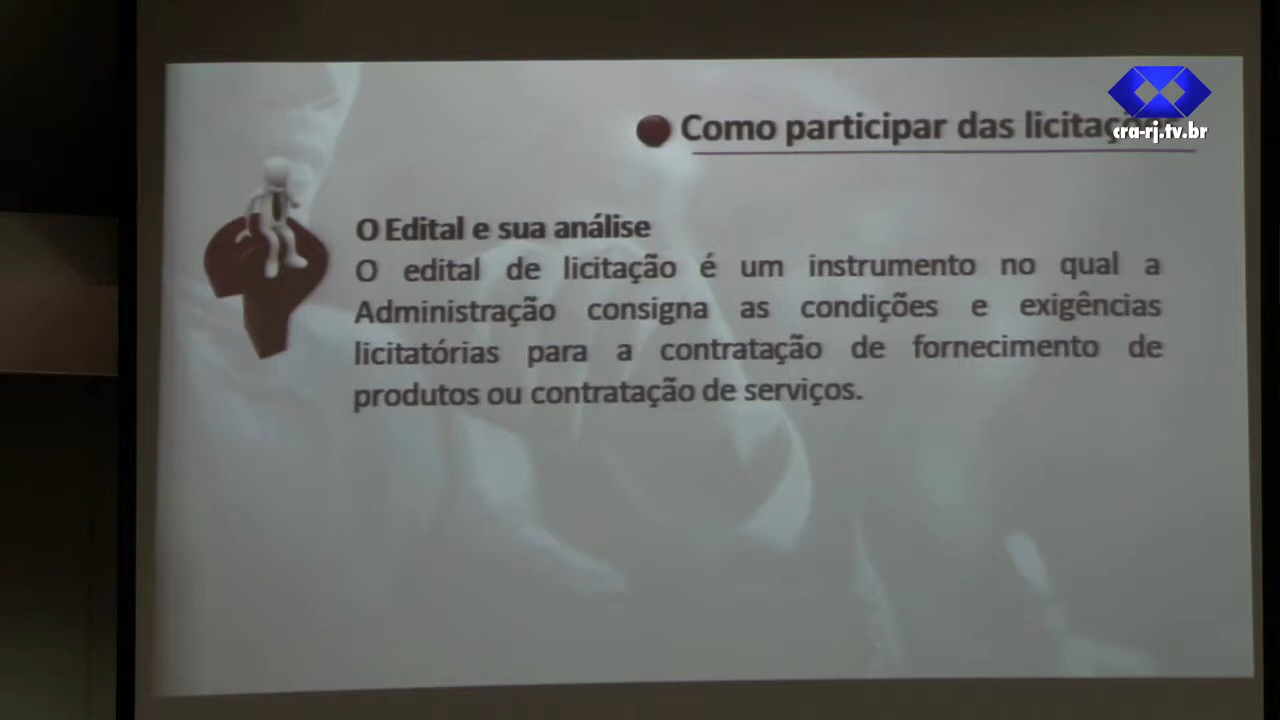 Como participar das licitaç
cra-rj.tv.br
O Edital e sua análise
O edital de licitação é um instrumento no qual a
Administração consigna as condições e exigências
licitatórias para a contratação de fornecimento de
produtos ou contratação de serviços.